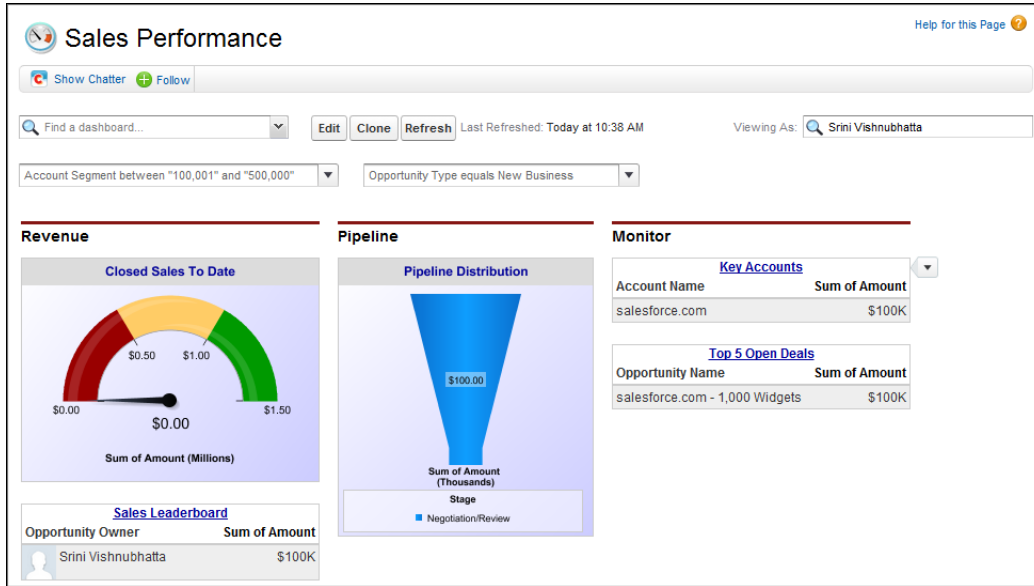 Sales Performance
Help for this Page
Show Chatter Follow
Find a dashboard... Edit Clone Refresh Last Refreshed: Today at 10:38 AM Viewing As: Srini Vishnubhatta
Account Segment between "100,001" and "500,000" Opportunity Type equals New Business
Revenue
Closed Sales To Date
$0.50 $1.00
$0.00 $1.50
$0.00
Sum of Amount (Millions)
Sales Leaderboard
Opportunity Owner Sum of Amount
Srini Vishnubhatta $100K
Pipeline
Pipeline Distribution
$100.00
Sum of Amount
(Thousands)
Stage
Negotiation/Review
Monitor
Key Accounts
Account Name Sum of Amount
salesforce.com $100K
Top 5 Open Deals
Opportunity Name Sum of Amount
salesforce.com - 1,000 Widgets $100K